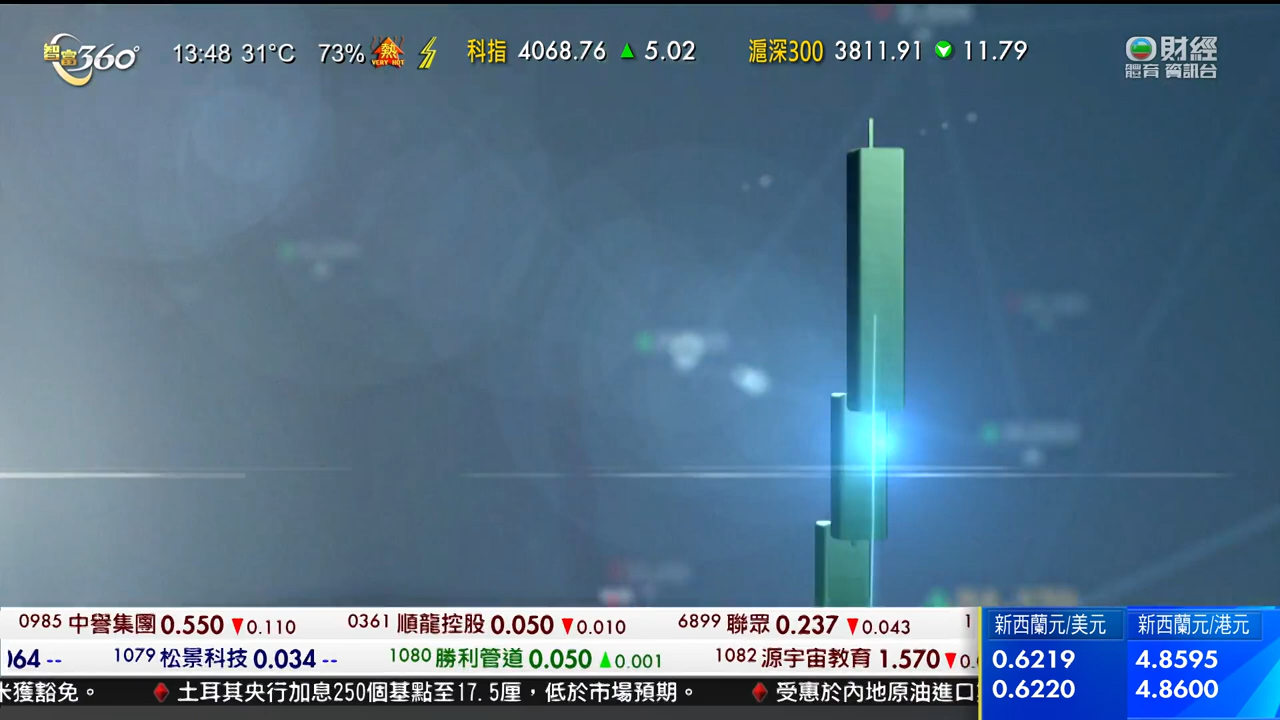 智富360° 13:48 31°C 73% 熱 VERY HOT 科指 4068.76 ▲ 5.02 滬深300 3811.91 ▼ 11.79 財經
體育 資訊台
0985 中譽集團 0.550 ▼0.110 0361 順龍控股 0.050 ▼0.010 6899 聯眾 0.237 ▼0.043 1
064 -- 1079 松景科技 0.034 -- 1080 勝利管道 0.050 ▲0.001 1082 源宇宙教育 1.570 ▼0.
獲豁免。 ◆ 土耳其央行加息250個基點至17.5厘，低於市場預期。 ◆ 受惠於內地原油進口
新西蘭元/美元 新西蘭元/港元
0.6219 4.8595
0.6220 4.8600